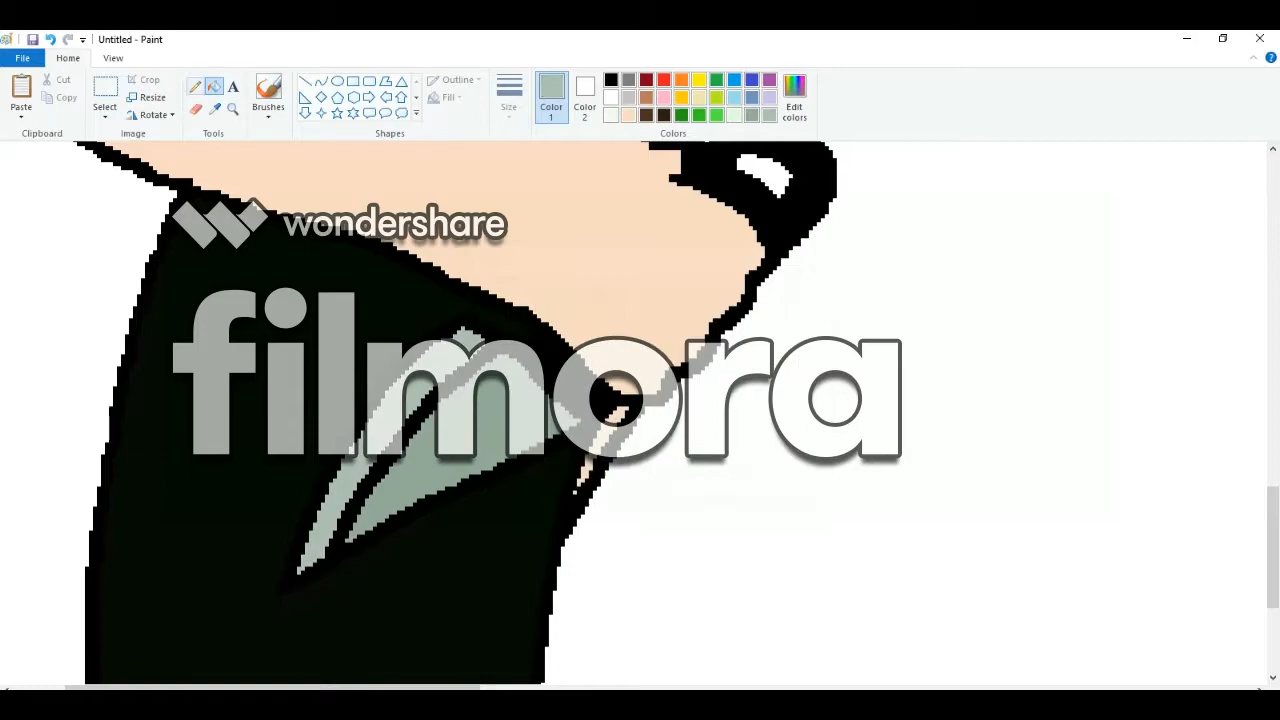 Untitled - Paint
File Home View
Cut
Copy
Paste
Clipboard
Crop
Resize
Rotate
Select
Image
A
Tools
Brushes
Outline
Fill
Shapes
Size
Color 1
Color 2
Edit colors
Colors
wondershare
filmora